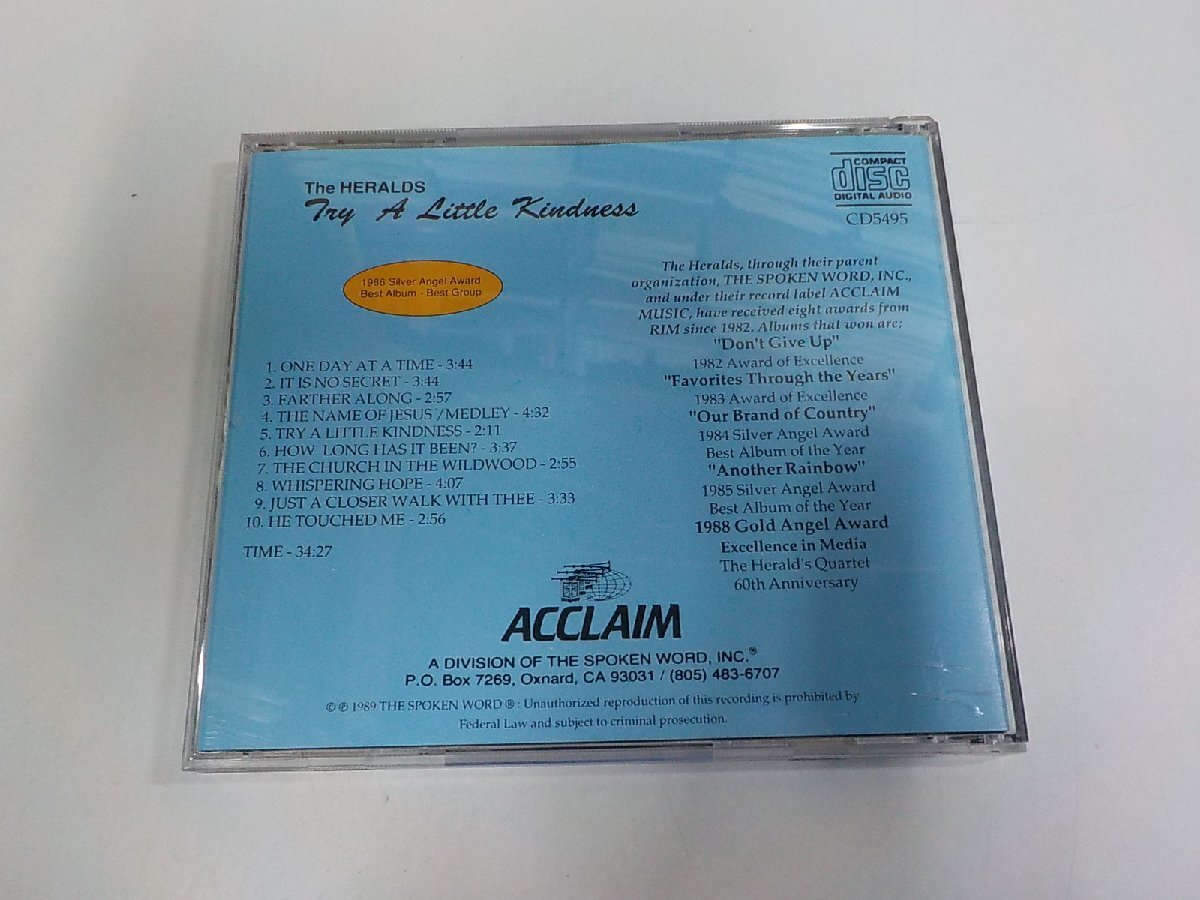 The HERALDS
Try A Little Kindness
COMPACT
disc
DIGITAL AUDIO
CD5495
1986 Silver Angel Award
Best Album - Best Group
1. ONE DAY AT A TIME - 3:44
2. IT IS NO SECRET - 3:44
3. FARTHER ALONG - 2:57
4. THE NAME OF JESUS /MEDLEY - 4:32
5. TRY A LITTLE KINDNESS - 2:11
6. HOW LONG HAS IT BEEN? - 3:37
7. THE CHURCH IN THE WILDWOOD - 2:55
8. WHISPERING HOPE - 4:07
9. JUST A CLOSER WALK WITH THEE - 3:33
10. HE TOUCHED ME - 2:56
TIME - 34:27
The Heralds, through their parent
organization, THE SPOKEN WORD, INC.,
and under their record label ACCLAIM
MUSIC, have received eight awards from
RIM since 1982. Albums that won are;
"Don't Give Up"
1982 Award of Excellence
"Favorites Through the Years"
1983 Award of Excellence
"Our Brand of Country"
1984 Silver Angel Award
Best Album of the Year
"Another Rainbow"
1985 Silver Angel Award
Best Album of the Year
1988 Gold Angel Award
Excellence in Media
The Herald's Quartet
60th Anniversary
ACCLAIM
A DIVISION OF THE SPOKEN WORD, INC.®
P.O. Box 7269, Oxnard, CA 93031 / (805) 483-6707
© ℗ 1989 THE SPOKEN WORD ® : Unauthorized reproduction of this recording is prohibited by
Federal Law and subject to criminal prosecution.